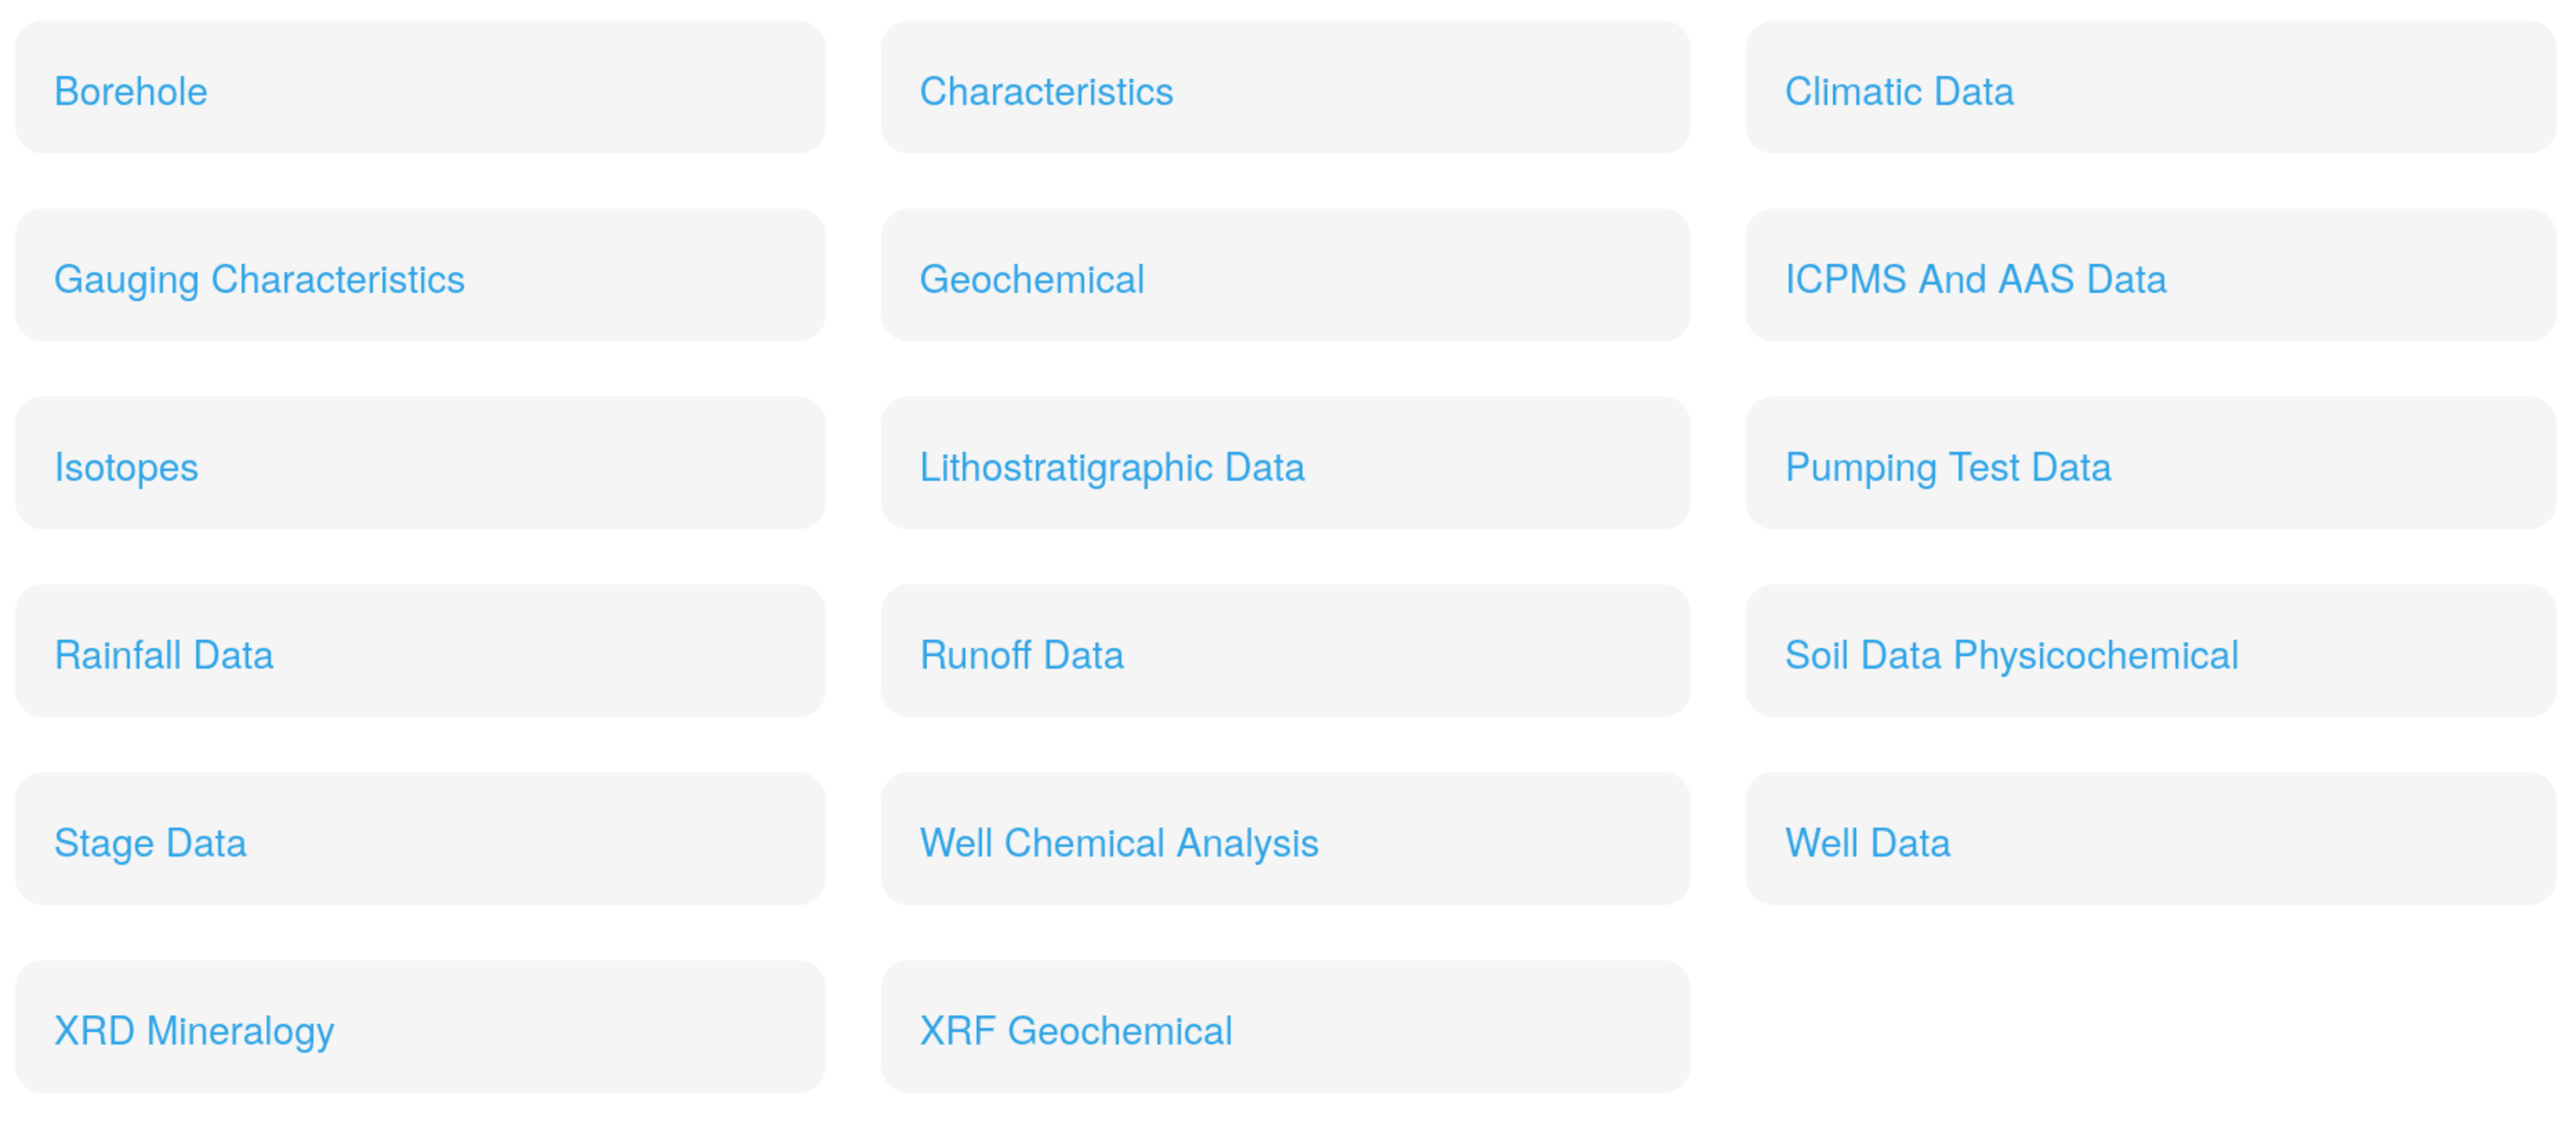 Borehole
Characteristics
Climatic Data
Gauging Characteristics
Geochemical
ICPMS And AAS Data
Isotopes
Lithostratigraphic Data
Pumping Test Data
Rainfall Data
Runoff Data
Soil Data Physicochemical
Stage Data
Well Chemical Analysis
Well Data
XRD Mineralogy
XRF Geochemical